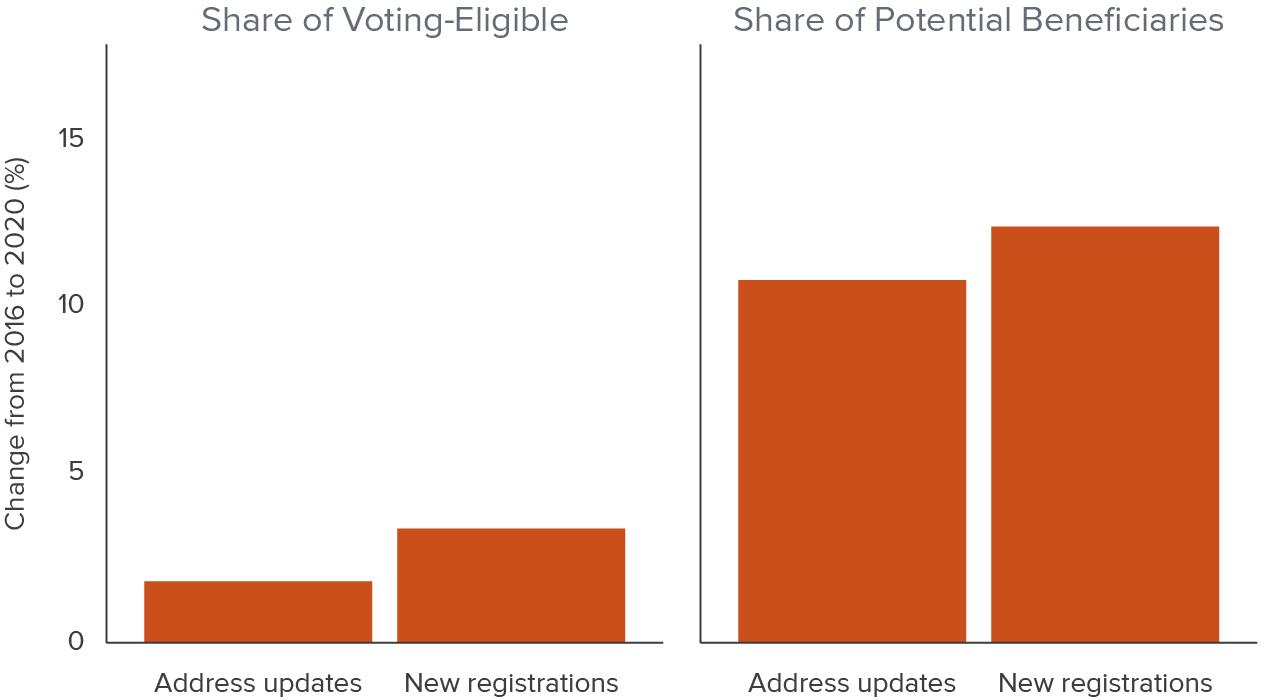 Share of Voting-Eligible
Share of Potential Beneficiaries
Change from 2016 to 2020 (%)
15
10
5
0
Address updates
New registrations
Address updates
New registrations